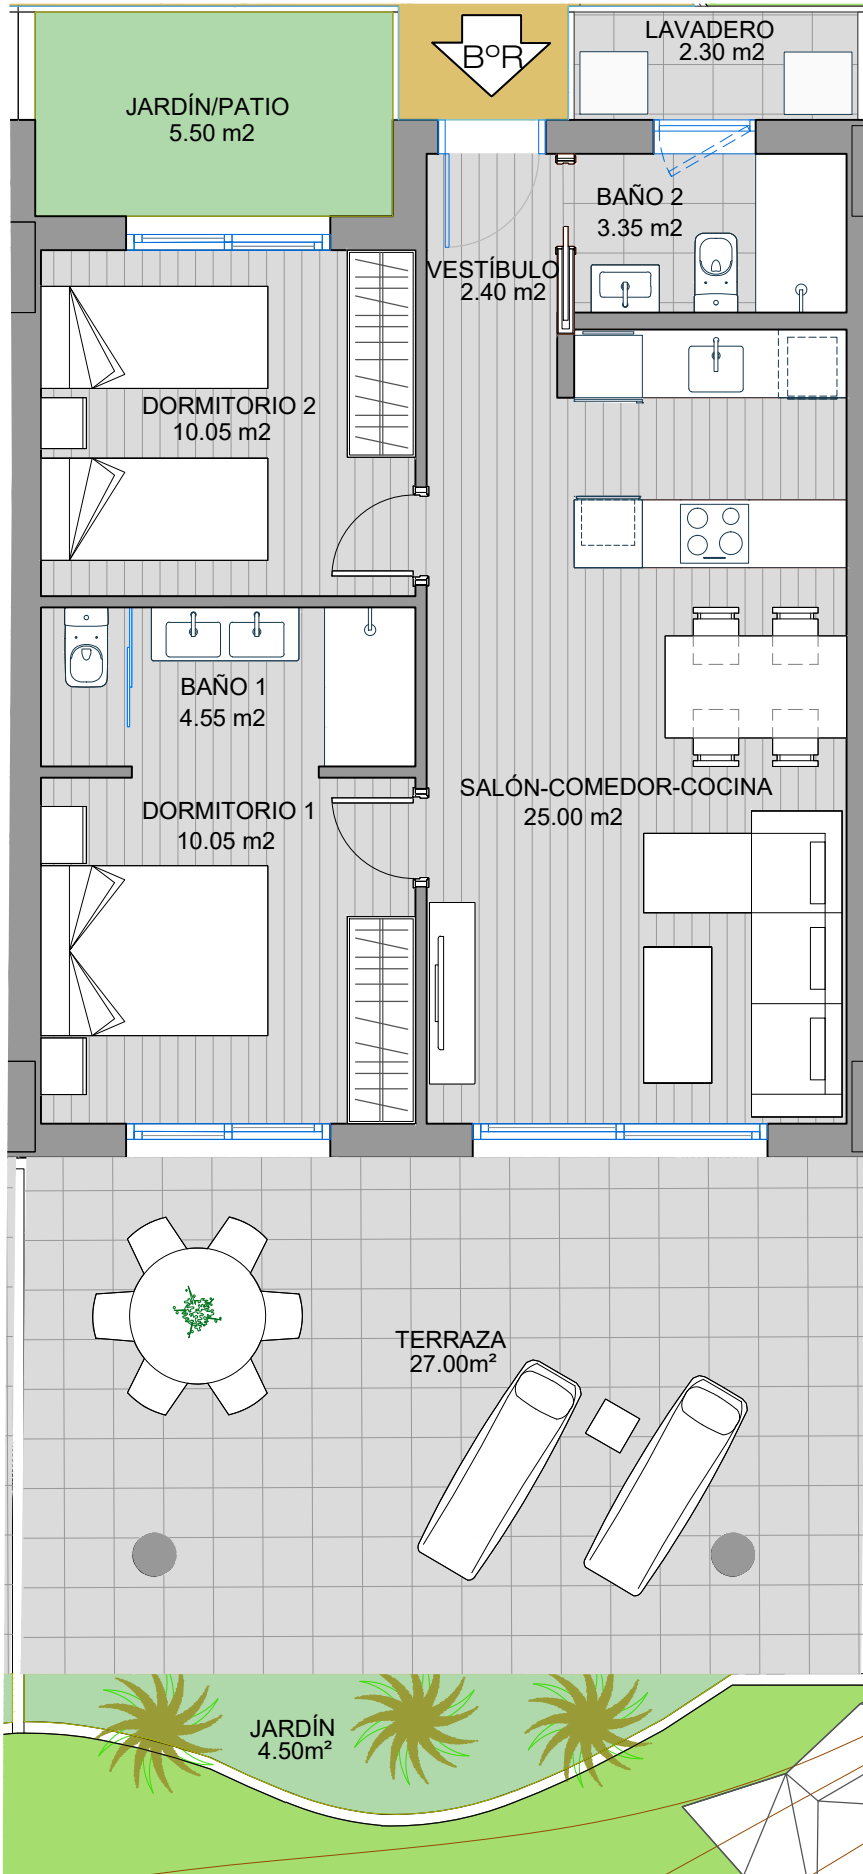 LAVADERO
2.30 m2
BºR
JARDÍN/PATIO
5.50 m2
BAÑO 2
3.35 m2
VESTÍBULO
2.40 m2
DORMITORIO 2
10.05 m2
BAÑO 1
4.55 m2
SALÓN-COMEDOR-COCINA
25.00 m2
DORMITORIO 1
10.05 m2
TERRAZA
27.00m²
JARDÍN
4.50m²